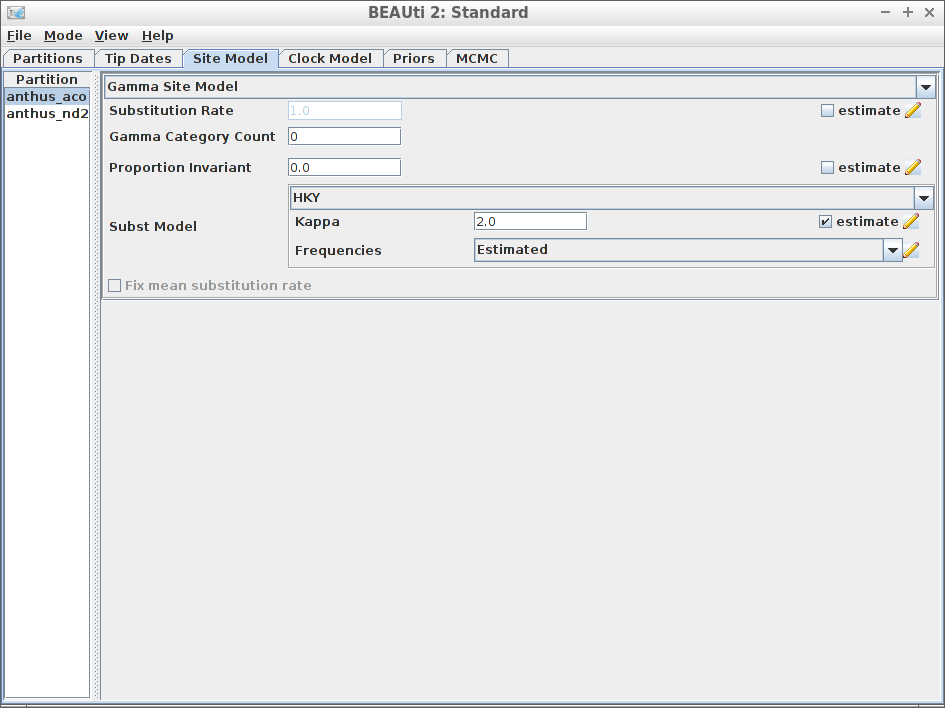 BEAUti 2: Standard
File Mode View Help
Partitions Tip Dates Site Model Clock Model Priors MCMC
Partition
anthus_aco
anthus_nd2
Gamma Site Model
Substitution Rate 1.0 estimate
Gamma Category Count 0
Proportion Invariant 0.0 estimate
Subst Model
HKY
Kappa 2.0 estimate
Frequencies Estimated
Fix mean substitution rate